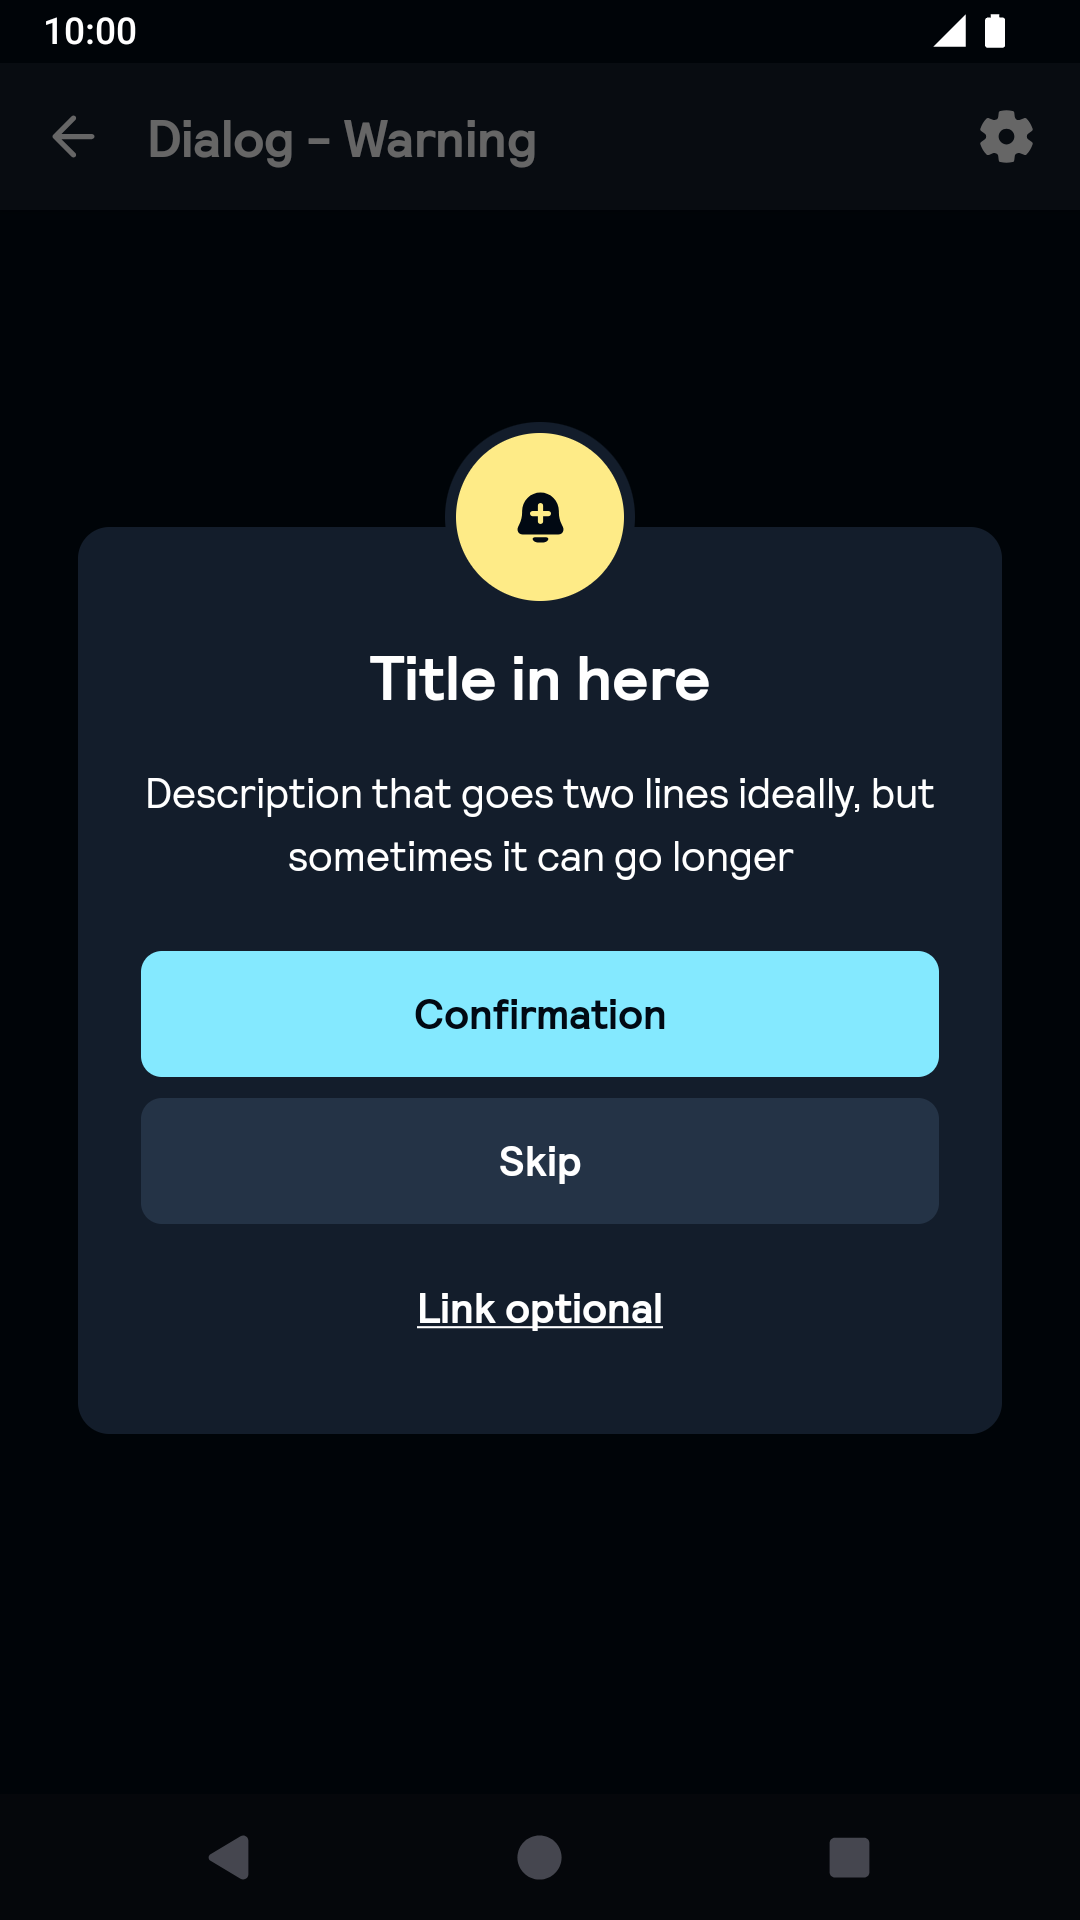 10:00
Dialog - Warning
Title in here
Description that goes two lines ideally, but
sometimes it can go longer
Confirmation
Skip
Link optional